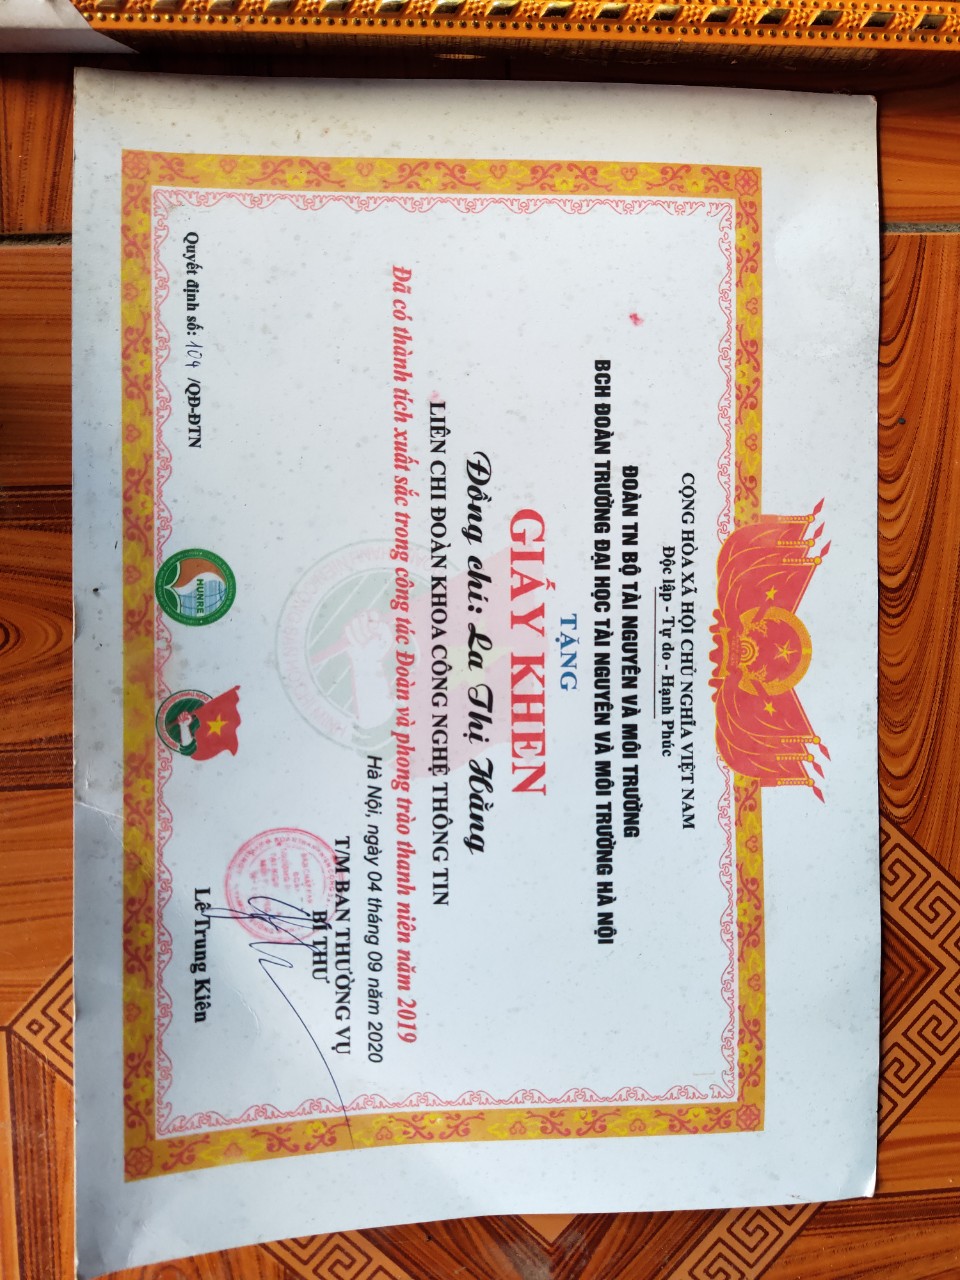 CỘNG HÒA XÃ HỘI CHỦ NGHĨA VIỆT NAM
Độc lập - Tự do - Hạnh Phúc
ĐOÀN TN BỘ TÀI NGUYÊN VÀ MÔI TRƯỜNG
BCH ĐOÀN TRƯỜNG ĐẠI HỌC TÀI NGUYÊN VÀ MÔI TRƯỜNG HÀ NỘI
TẶNG
GIẤY KHEN
Đồng chí: La Thị Hằng
LIÊN CHI ĐOÀN KHOA CÔNG NGHỆ THÔNG TIN
Đã có thành tích xuất sắc trong công tác Đoàn và phong trào thanh niên năm 2019
Hà Nội, ngày 04 tháng 09 năm 2020
T/M BAN THƯỜNG VỤ
BÍ THƯ
Lê Trung Kiên
Quyết định số: 104 /QĐ-ĐTN
HUNRE